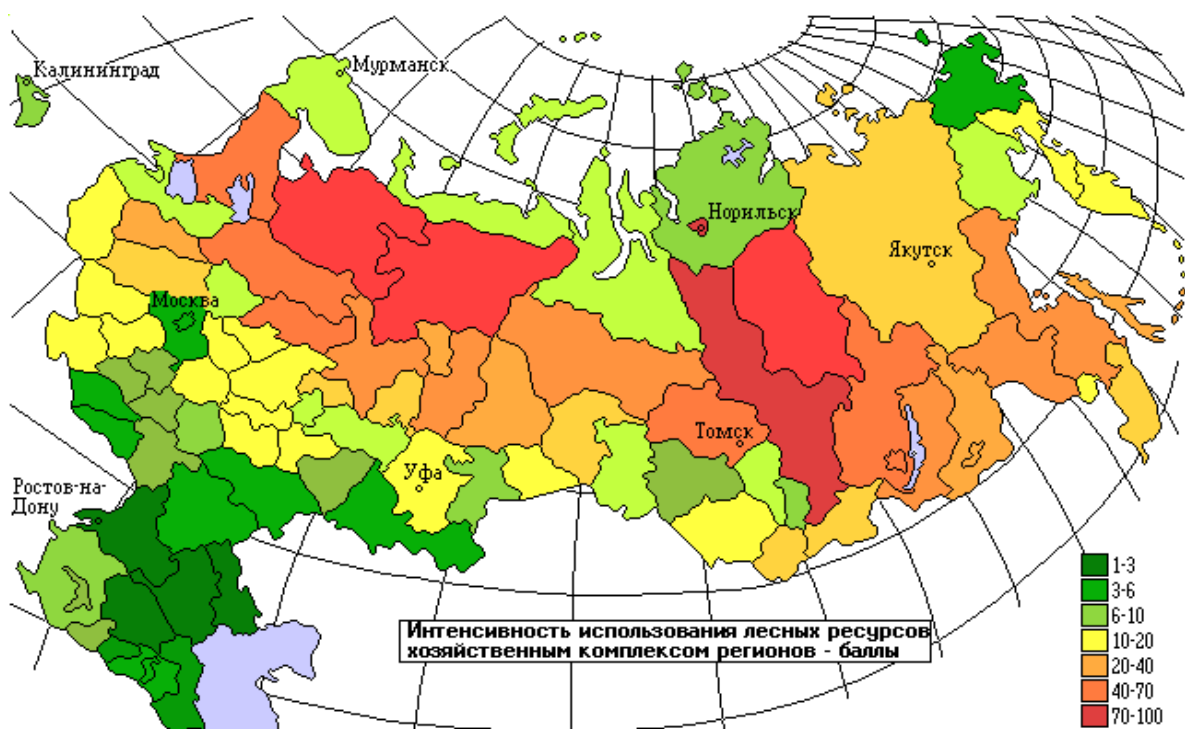 Калининград
Мурманск
Норильск
Якутск
Москва
Томск
Уфа
Ростов-на-
Дону
1-3
3-6
6-10
10-20
20-40
40-70
70-100
Интенсивность использования лесных ресурсов
хозяйственным комплексом регионов - баллы